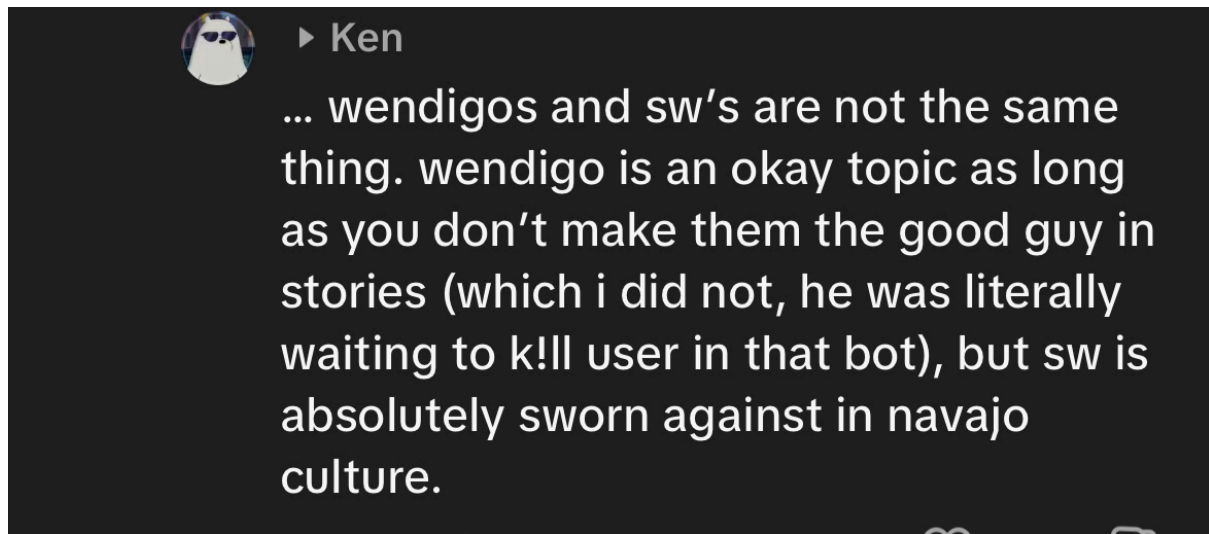 Ken
... wendigos and sw’s are not the same
thing. wendigo is an okay topic as long
as you don’t make them the good guy in
stories (which i did not, he was literally
waiting to k!ll user in that bot), but sw is
absolutely sworn against in navajo
culture.